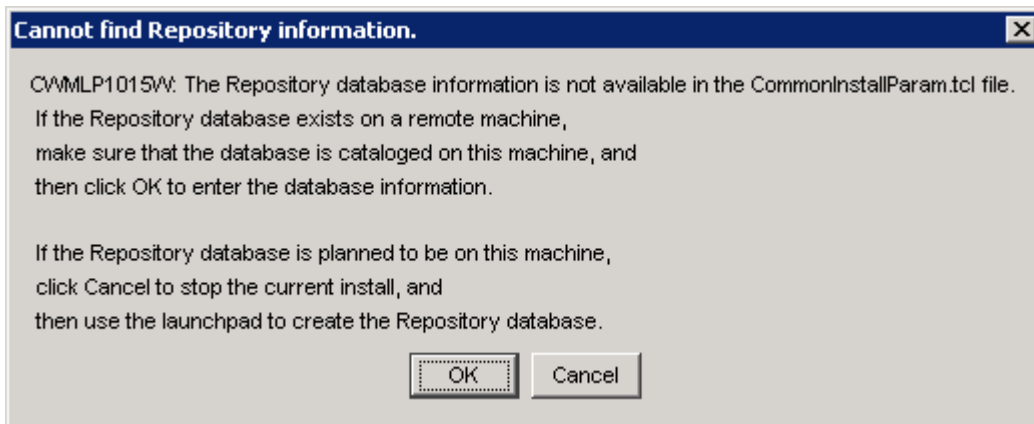 Cannot find Repository information.
CWMLP1015W: The Repository database information is not available in the CommonInstallParam.tcl file.
If the Repository database exists on a remote machine,
make sure that the database is cataloged on this machine, and
then click OK to enter the database information.
If the Repository database is planned to be on this machine,
click Cancel to stop the current install, and
then use the launchpad to create the Repository database.
OK Cancel